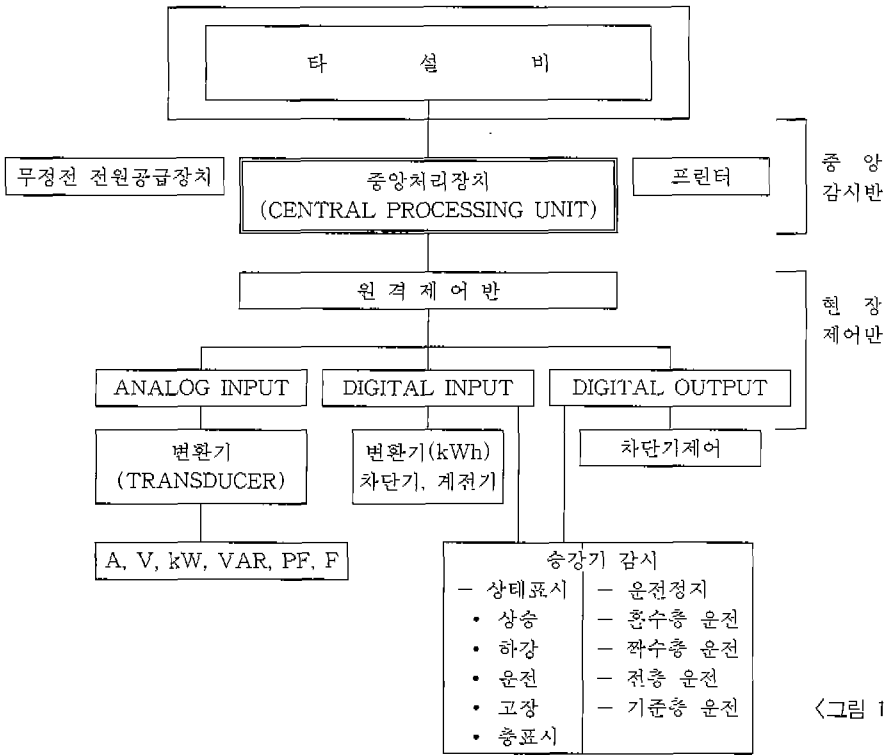 타 설 비
무정전 전원공급장치
중앙처리장치
(CENTRAL PROCESSING UNIT)
프린터
중 앙
감시반
원 격 제 어 반
현 장
제어반
ANALOG INPUT
DIGITAL INPUT
DIGITAL OUTPUT
변환기
(TRANSDUCER)
변환기(kWh)
차단기, 계전기
차단기제어
A, V, kW, VAR, PF, F
승강기 감시
– 상태표시
• 상승
• 하강
• 운전
• 고장
• 층표시
– 운전정지
– 홀수층 운전
– 짝수층 운전
– 전층 운전
– 기준층 운전
〈그림 1